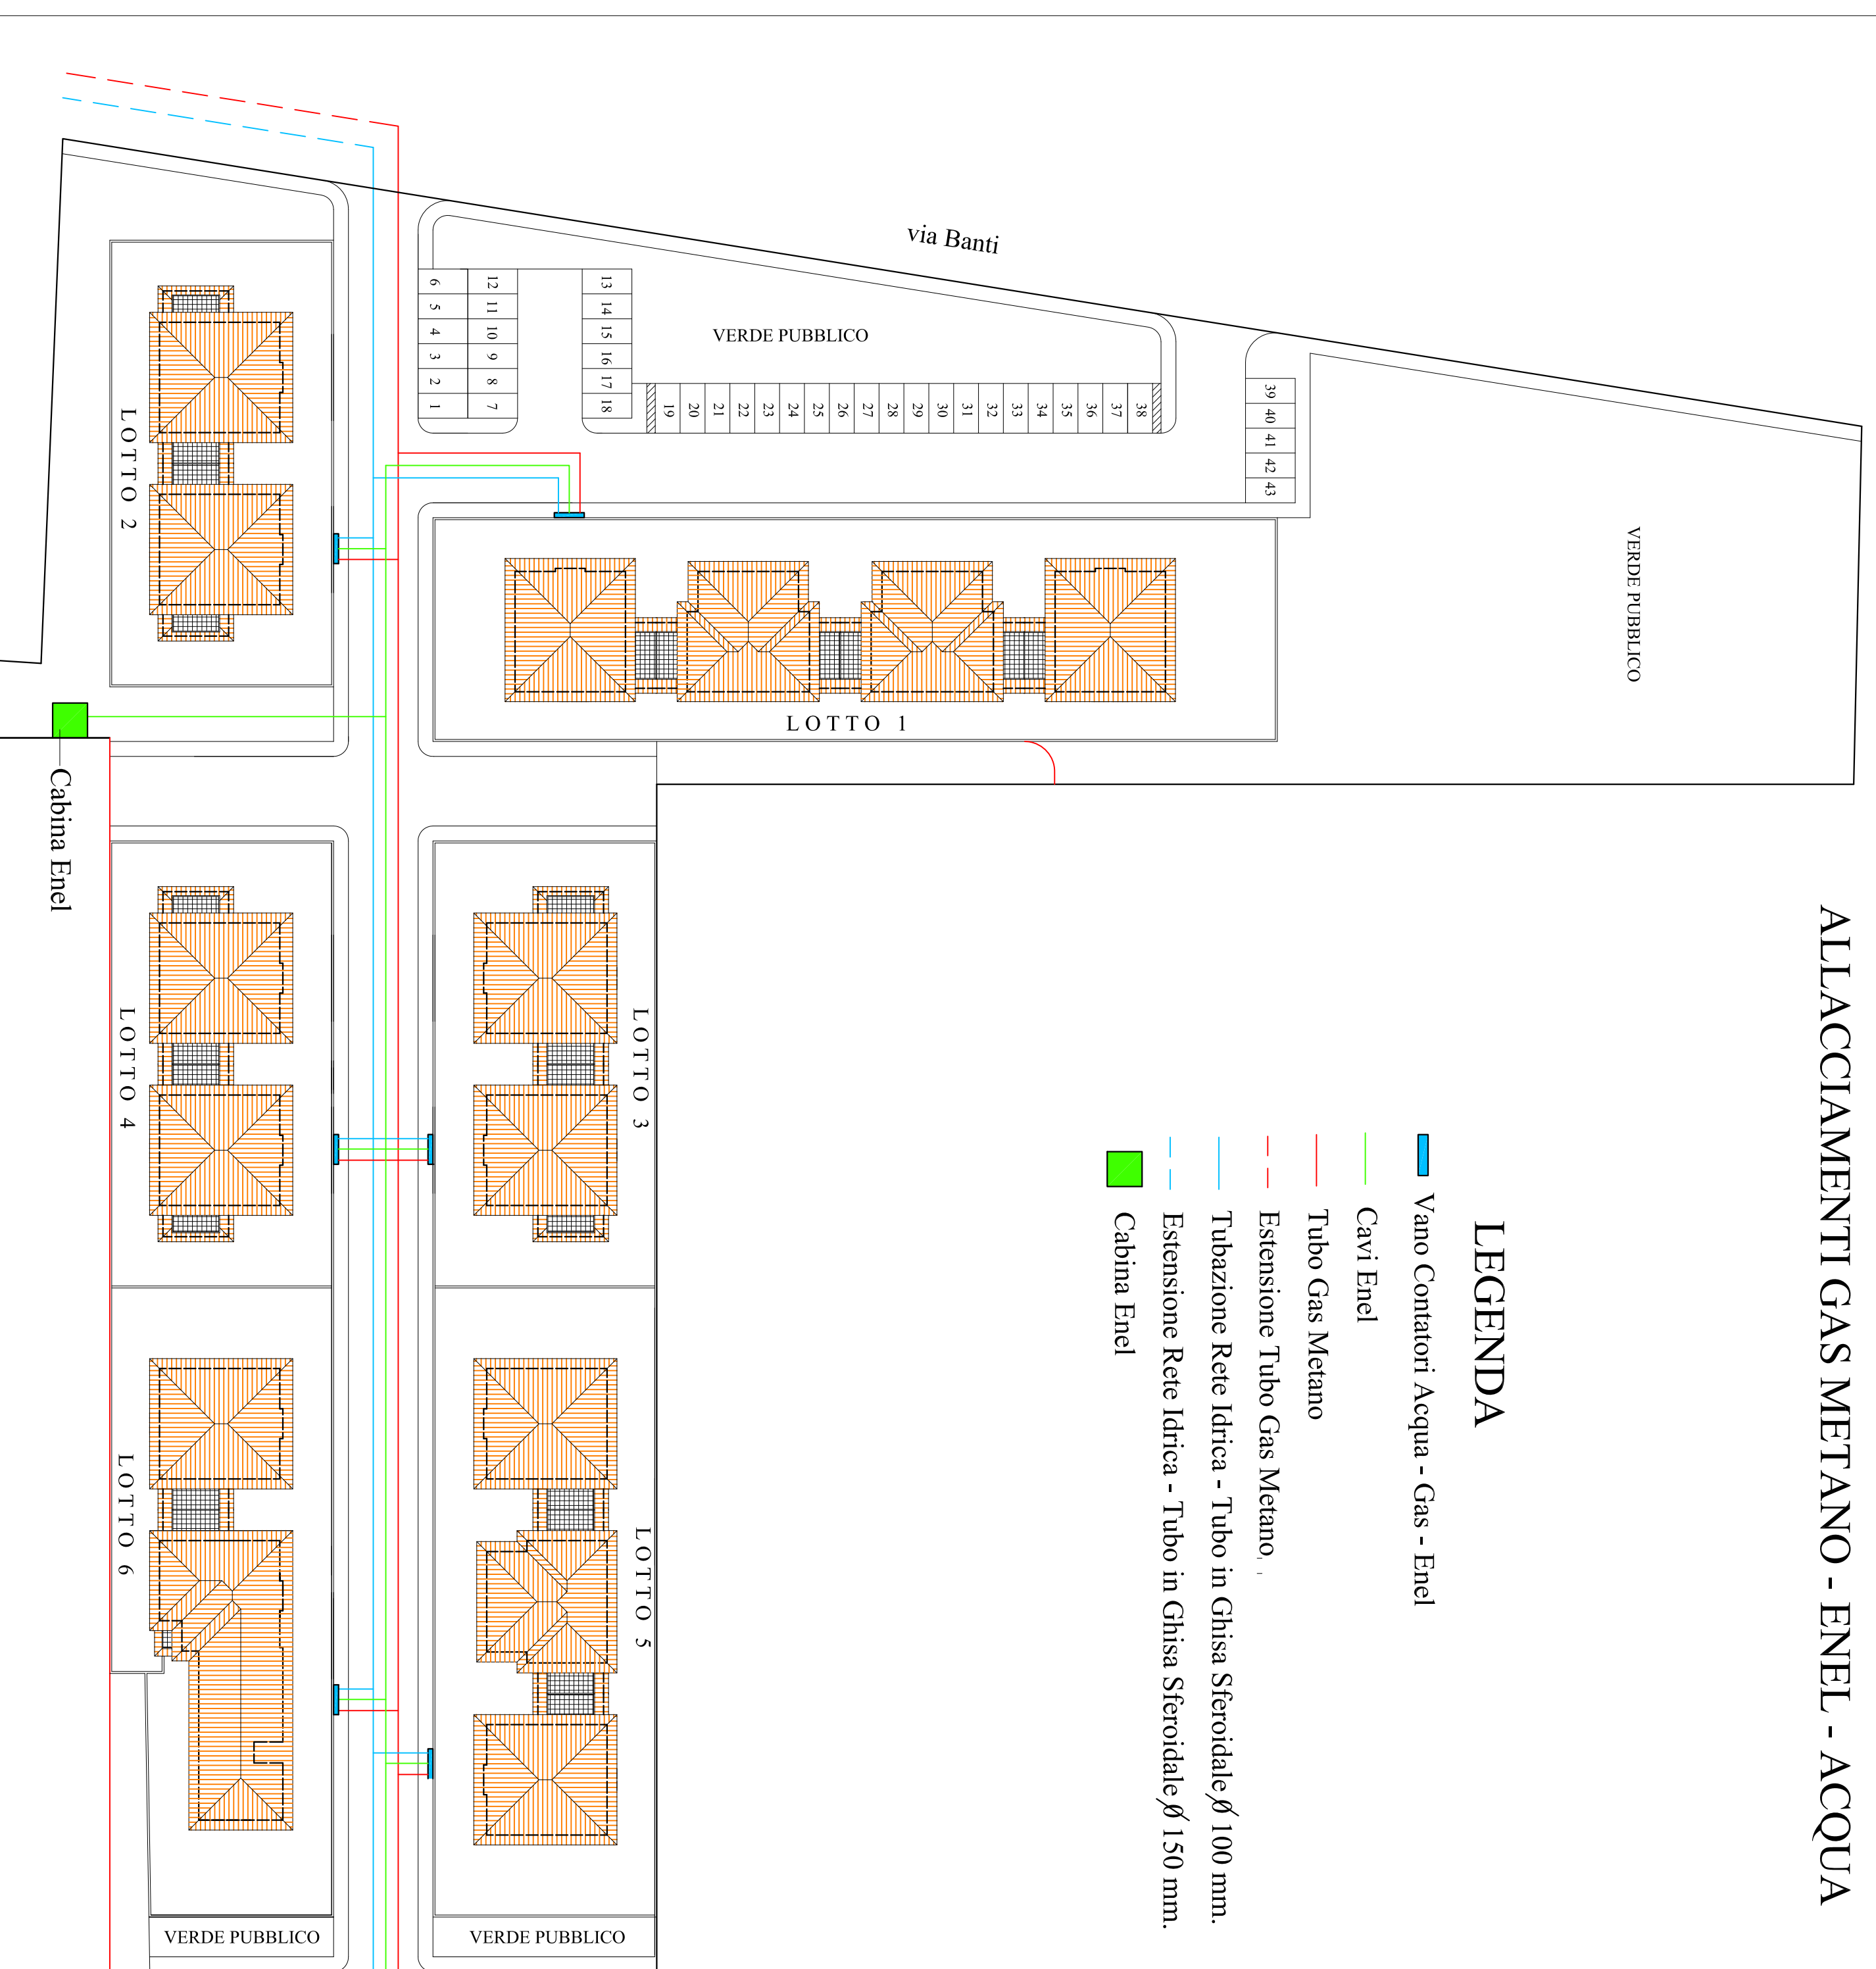 ALLACCIAMENTI GAS METANO - ENEL - ACQUA
LEGENDA
Vano Contatori Acqua - Gas - Enel
Cavi Enel
Tubo Gas Metano
Estensione Tubo Gas Metano
Tubazione Rete Idrica - Tubo in Ghisa Sferoidale Ø 100 mm.
Estensione Rete Idrica - Tubo in Ghisa Sferoidale Ø 150 mm.
Cabina Enel
via Banti
VERDE PUBBLICO
VERDE PUBBLICO
6 5 4 3 2 1
12 11 10 9 8 7
13 14 15 16 17 18
19 20 21 22 23 24 25 26 27 28 29 30 31 32 33 34 35 36 37 38
39 40 41 42 43
LOTTO 1
LOTTO 2
Cabina Enel
LOTTO 3
LOTTO 4
LOTTO 5
LOTTO 6
VERDE PUBBLICO
VERDE PUBBLICO